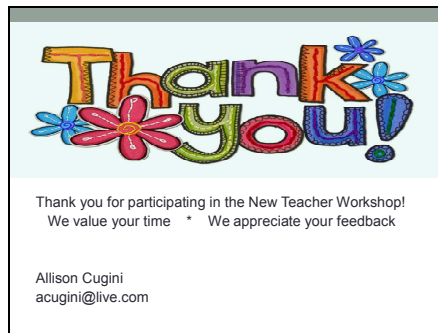 Thank
you!
Thank you for participating in the New Teacher Workshop!
We value your time * We appreciate your feedback
Allison Cugini
acugini@live.com